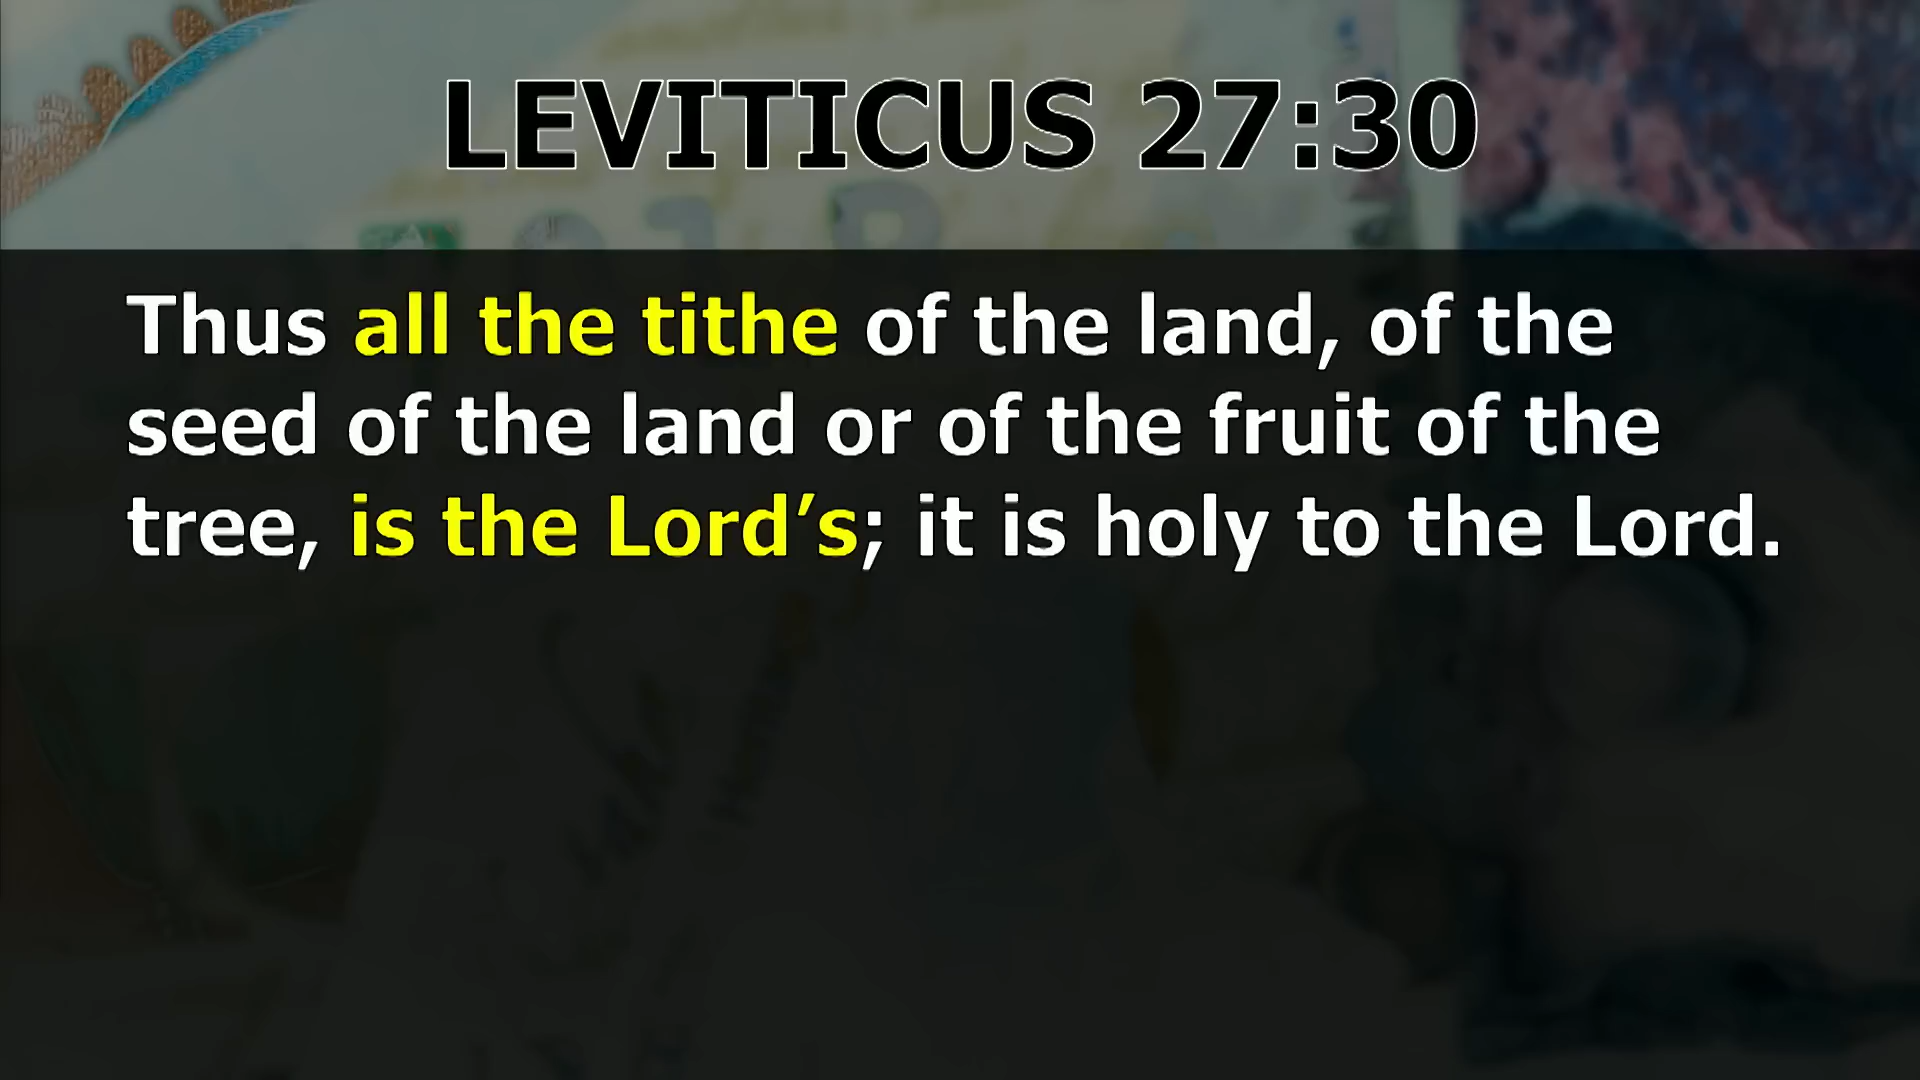 LEVITICUS 27:30
Thus all the tithe of the land, of the
seed of the land or of the fruit of the
tree, is the Lord’s; it is holy to the Lord.